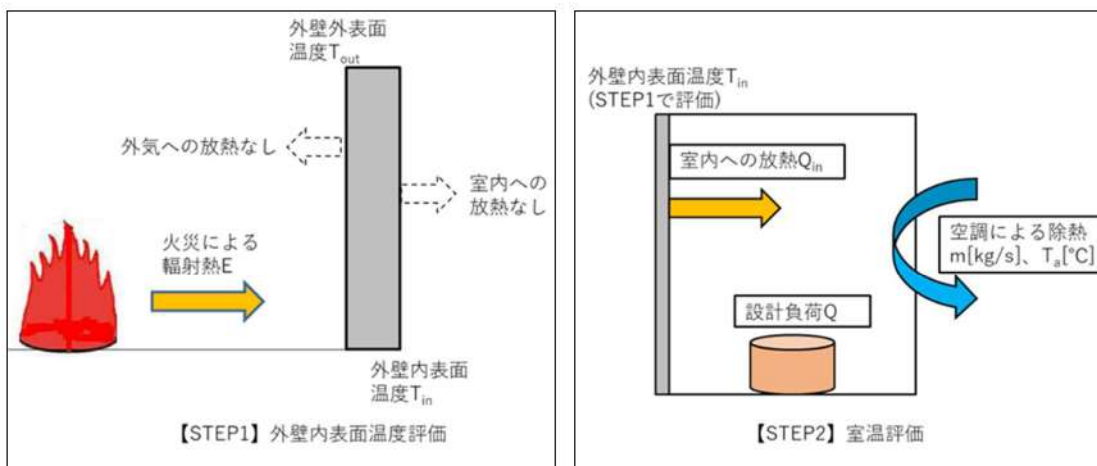 外壁外表面
温度Tout
外気への放熱なし
室内への
放熱なし
火災による
輻射熱E
外壁内表面
温度Tin
【STEP1】外壁内表面温度評価
外壁内表面温度Tin
(STEP1で評価)
室内への放熱Qin
空調による除熱
m[kg/s]、Ta[℃]
設計負荷Q
【STEP2】室温評価